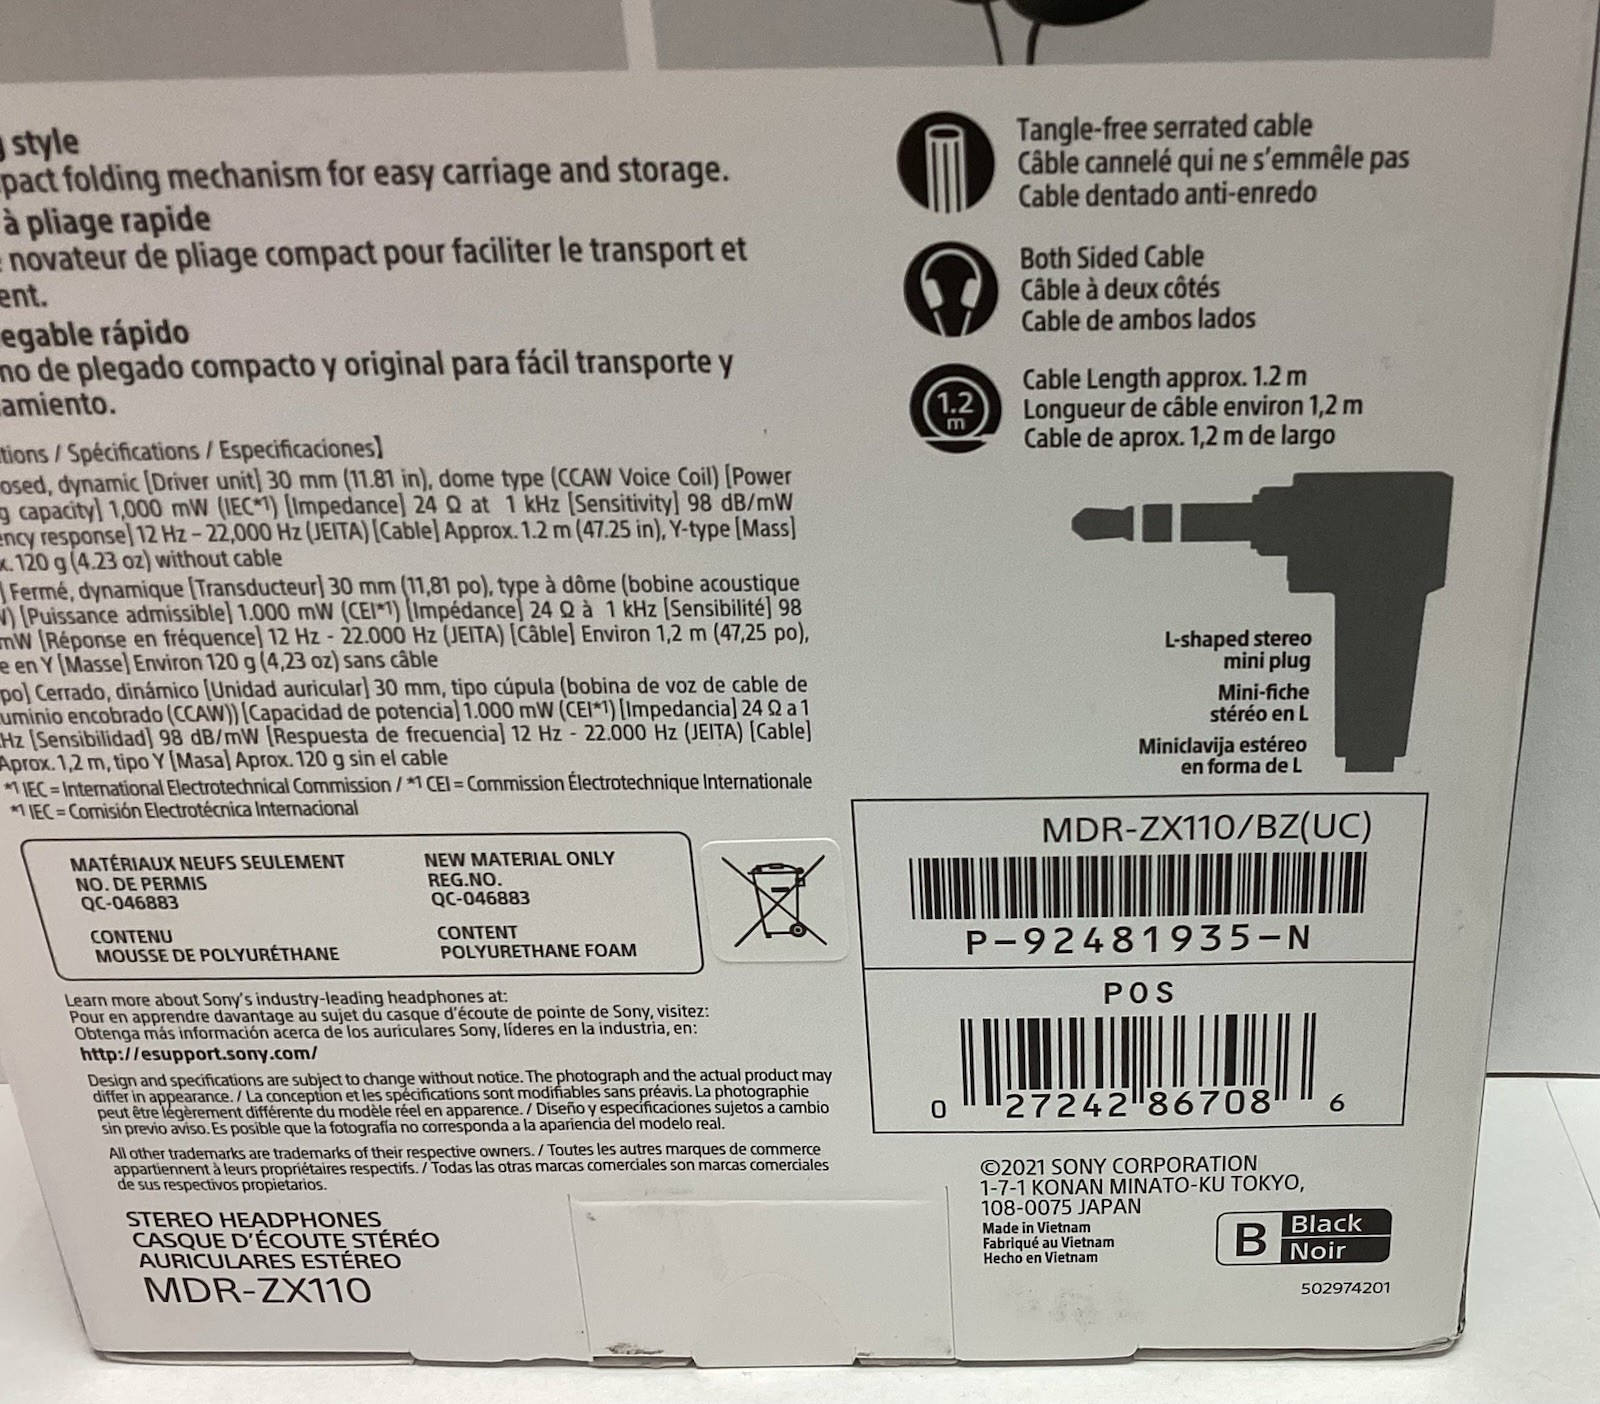 style
folding mechanism for easy carriage and storage.
à pliage rapide
novateur de pliage compact pour faciliter le transport et
rápido
de plegado compacto y original para fácil transporte y
/ Spécifications / Especificaciones]
dynamic [Driver unit] 30 mm (11.81 in), dome type (CCAW Voice Coil) [Power
capacity] 1,000 mW (IEC*1) [Impedance] 24 Ω at 1 kHz [Sensitivity] 98 dB/mW
response] 12 Hz – 22,000 Hz (JEITA) [Cable] Approx. 1.2 m (47.25 in), Y-type [Mass]
120 g (4.23 oz) without cable
] Fermé, dynamique [Transducteur] 30 mm (11,81 po), type à dôme (bobine acoustique
[Puissance admissible] 1.000 mW (CEI*1) [Impédance] 24 Ω à 1 kHz [Sensibilité] 98
[Réponse en fréquence] 12 Hz - 22.000 Hz (JEITA) [Câble] Environ 1,2 m (47,25 po),
en Y [Masse] Environ 120 g (4,23 oz) sans câble
Cerrado, dinámico [Unidad auricular] 30 mm, tipo cúpula (bobina de voz de cable de
encobrado (CCAW)) [Capacidad de potencia] 1.000 mW (CEI*1) [Impedancia] 24 Ω a 1
[Sensibilidad] 98 dB/mW [Respuesta de frecuencia] 12 Hz - 22.000 Hz (JEITA) [Cable]
Aprox. 1,2 m, tipo Y [Masa] Aprox. 120 g sin el cable
*1 IEC = International Electrotechnical Commission / *1 CEI = Commission Électrotechnique Internationale
*1 IEC = Comisión Electrotécnica Internacional
MATÉRIAUX NEUFS SEULEMENT
NO. DE PERMIS
QC-046883
CONTENU
MOUSSE DE POLYURÉTHANE
NEW MATERIAL ONLY
REG.NO.
QC-046883
CONTENT
POLYURETHANE FOAM
Learn more about Sony's industry-leading headphones at:
Pour en apprendre davantage au sujet du casque d'écoute de pointe de Sony, visitez:
Obtenga más información acerca de los auriculares Sony, líderes en la industria, en:
http://esupport.sony.com/
Design and specifications are subject to change without notice. The photograph and the actual product may
differ in appearance. / La conception et les spécifications sont modifiables sans préavis. La photographie
peut être légèrement différente du modèle réel en apparence. / Diseño y especificaciones sujetos a cambio
sin previo aviso. Es posible que la fotografía no corresponda a la apariencia del modelo real.
All other trademarks are trademarks of their respective owners. / Toutes les autres marques de commerce
appartiennent à leurs propriétaires respectifs. / Todas las otras marcas comerciales son marcas comerciales
de sus respectivos propietarios.
STEREO HEADPHONES
CASQUE D'ÉCOUTE STÉRÉO
AURICULARES ESTÉREO
MDR-ZX110
Tangle-free serrated cable
Câble cannelé qui ne s'emmêle pas
Cable dentado anti-enredo
Both Sided Cable
Câble à deux côtés
Cable de ambos lados
1.2
m
Cable Length approx. 1.2 m
Longueur de câble environ 1,2 m
Cable de aprox. 1,2 m de largo
L-shaped stereo
mini plug
Mini-fiche
stéréo en L
Miniclavija estéreo
en forma de L
MDR-ZX110/BZ(UC)
P-92481935-N
POS
0 27242 86708 6
©2021 SONY CORPORATION
1-7-1 KONAN MINATO-KU TOKYO,
108-0075 JAPAN
Made in Vietnam
Fabriqué au Vietnam
Hecho en Vietnam
B Black
Noir
502974201